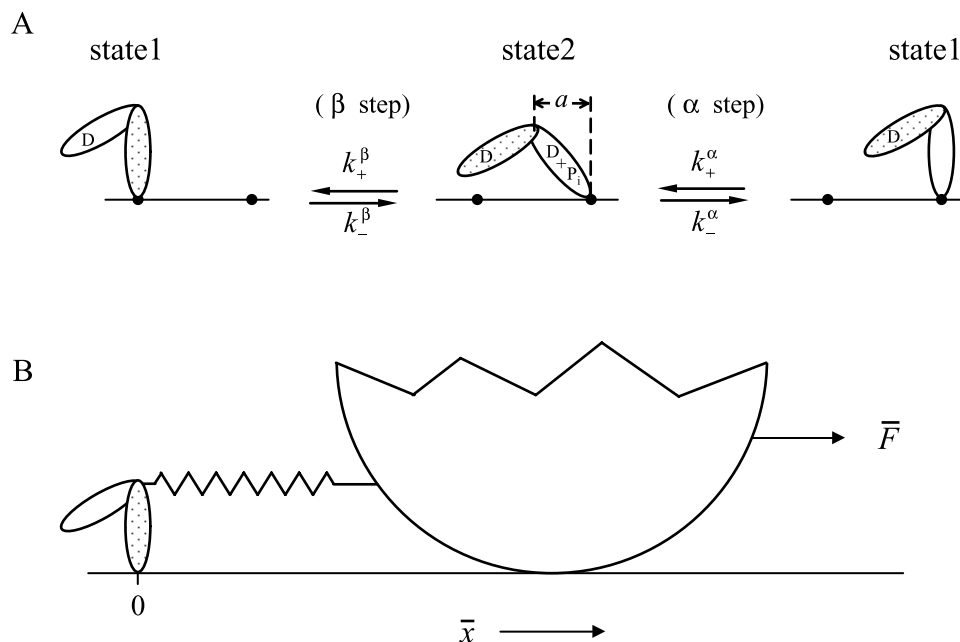 A
state1 state2 state1
(β step) a (α step)
D D D + Pi D
k₊^β k₊^α
k₋^β k₋^α
B
F̅
0
x̅